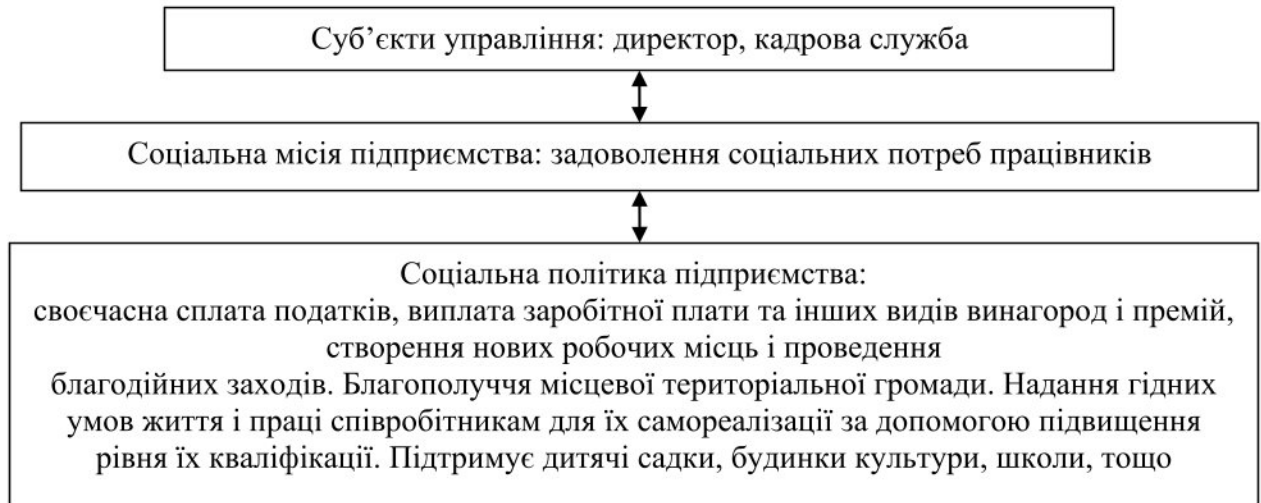 Суб’єкти управління: директор, кадрова служба
Соціальна місія підприємства: задоволення соціальних потреб працівників
Соціальна політика підприємства:
своєчасна сплата податків, виплата заробітної плати та інших видів винагород і премій,
створення нових робочих місць і проведення
благодійних заходів. Благополуччя місцевої територіальної громади. Надання гідних
умов життя і праці співробітникам для їх самореалізації за допомогою підвищення
рівня їх кваліфікації. Підтримує дитячі садки, будинки культури, школи, тощо